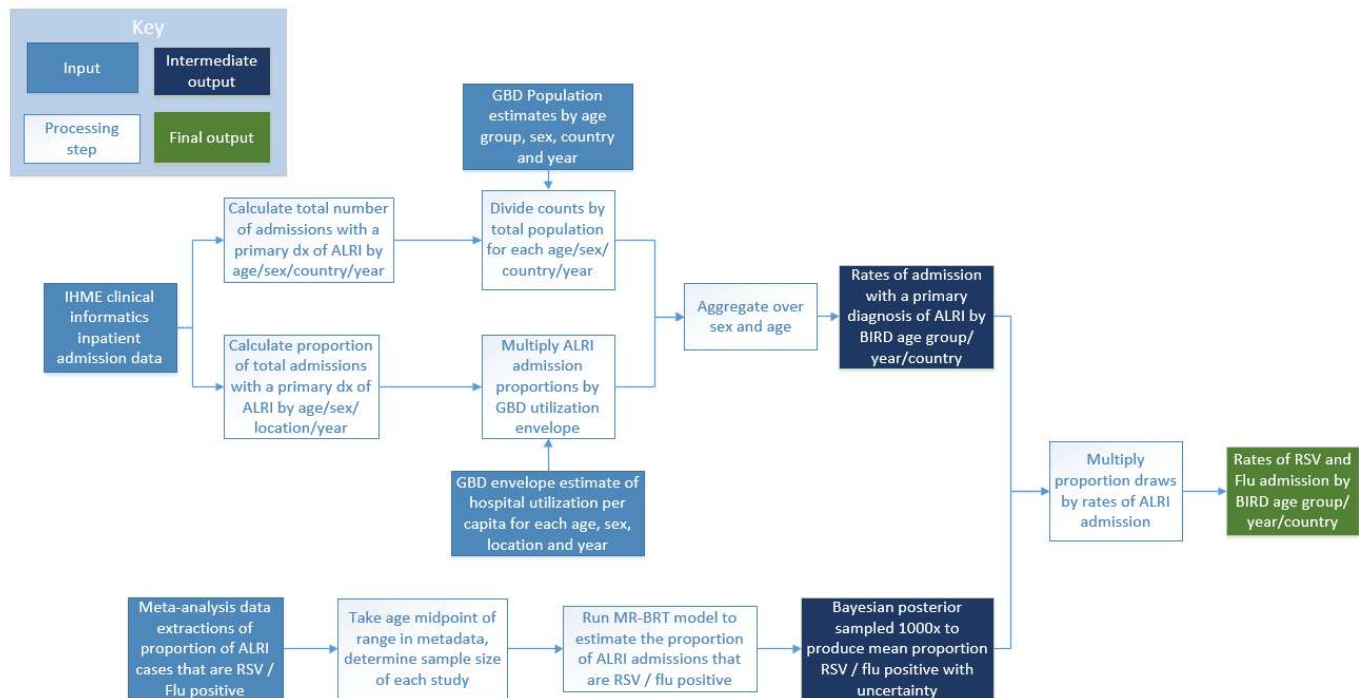 Key
Input
Intermediate
output
Processing
step
Final output
GBD Population
estimates by age
group, sex, country
and year
Calculate total number
of admissions with a
primary dx of ALRI by
age/sex/country/year
Divide counts by
total population
for each age/sex/
country/year
IHME clinical
informatics
inpatient
admission data
Aggregate over
sex and age
Rates of admission
with a primary
diagnosis of ALRI by
BIRD age group/
year/country
Calculate proportion
of total admissions
with a primary dx of
ALRI by age/sex/
location/year
Multiply ALRI
admission
proportions by
GBD utilization
envelope
GBD envelope estimate of
hospital utilization per
capita for each age, sex,
location and year
Multiply
proportion draws
by rates of ALRI
admission
Rates of RSV and
Flu admission by
BIRD age group/
year/country
Meta-analysis data
extractions of
proportion of ALRI
cases that are RSV /
Flu positive
Take age midpoint of
range in metadata,
determine sample size
of each study
Run MR-BRT model to
estimate the proportion
of ALRI admissions that
are RSV / flu positive
Bayesian posterior
sampled 1000x to
produce mean proportion
RSV / flu positive with
uncertainty